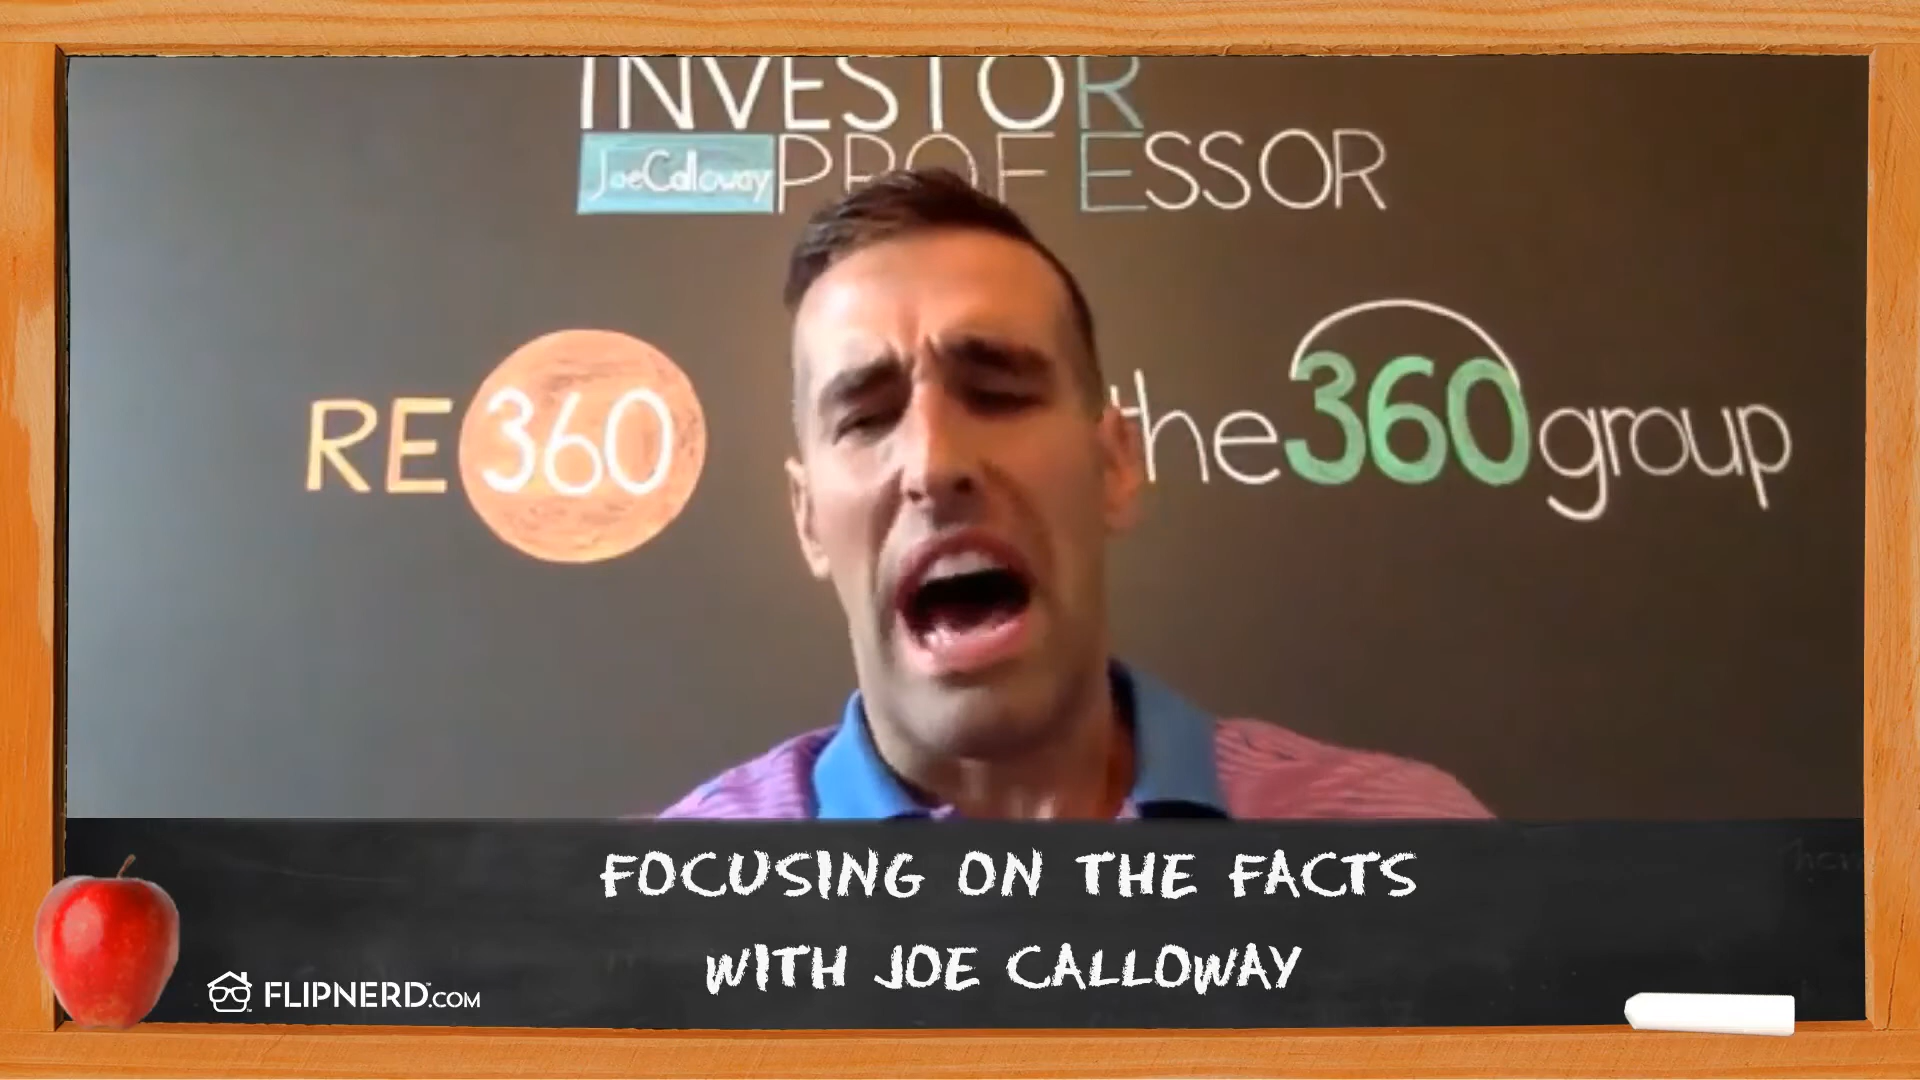 INVESTOR
JoeCalloway PROFESSOR
RE 360
the360group
FOCUSING ON THE FACTS
WITH JOE CALLOWAY
FLIPNERD.COM